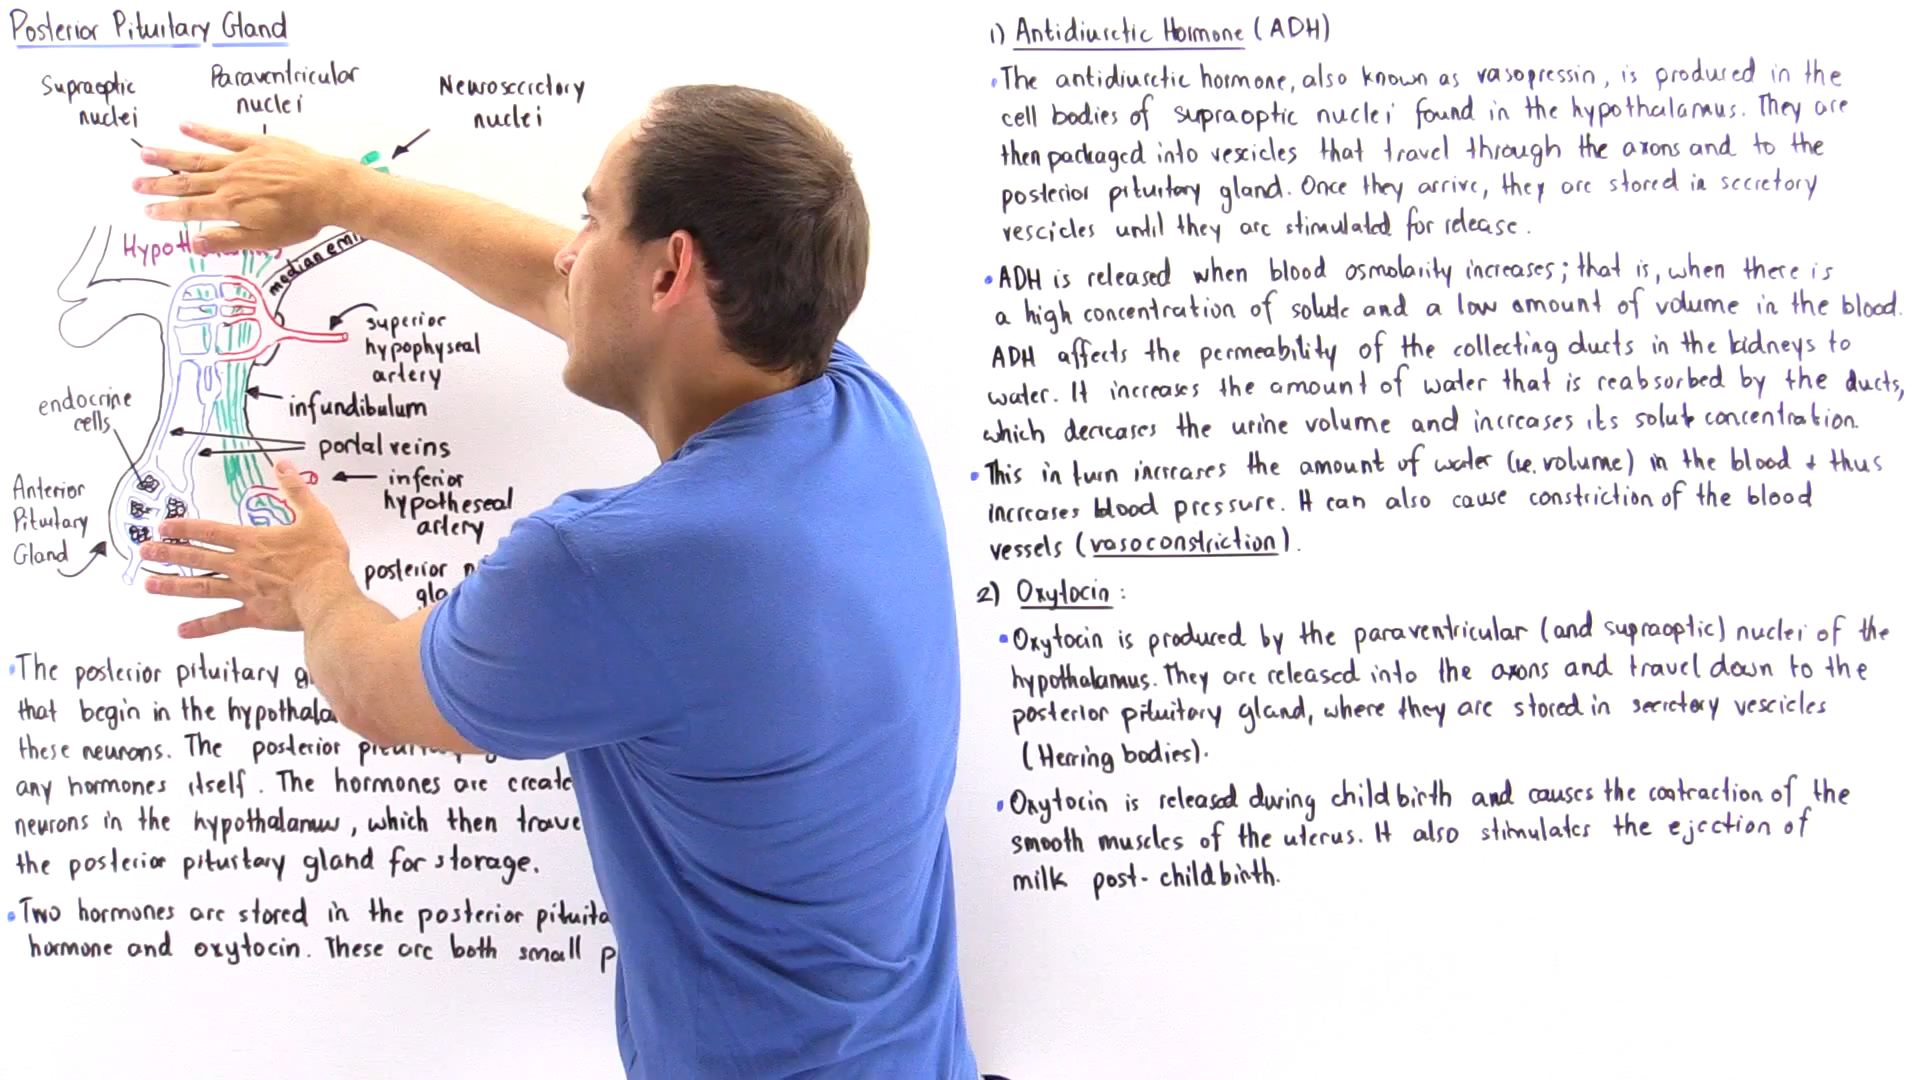 Posterior Pituitary Gland
Supraoptic
nuclei
Paraventricular
nuclei
Neurosecretory
nuclei
median
superior
hypophyseal
artery
infundibulum
portal veins
inferior
hypotheseal
artery
posterior
endocrine
cells
Anterior
Pituitary
Gland
•The posterior pituitary
that begin in the
these neurons. The posterior
any hormones itself. The hormones are
neurons in the hypothalamus, which then
the posterior pituitary gland for storage.
•Two hormones are stored in the posterior
hormone and oxytocin. These are both small
1) Antidiuretic Hormone (ADH)
•The antidiuretic hormone, also known as vasopressin, is produced in the
cell bodies of supraoptic nuclei found in the hypothalamus. They are
then packaged into vescicles that travel through the axons and to the
posterior pituitary gland. Once they arrive, they are stored in secretory
vescicles until they are stimulated for release.
•ADH is released when blood osmolarity increases; that is, when there is
a high concentration of solute and a low amount of volume in the blood.
ADH affects the permeability of the collecting ducts in the kidneys to
water. It increases the amount of water that is reabsorbed by the ducts,
which decreases the urine volume and increases its solute concentration.
•This in turn increases the amount of water (i.e. volume) in the blood + thus
increases blood pressure. It can also cause constriction of the blood
vessels (vasoconstriction).
2) Oxytocin:
•Oxytocin is produced by the paraventricular (and supraoptic) nuclei of the
hypothalamus. They are released into the axons and travel down to the
posterior pituitary gland, where they are stored in secretory vescicles
(Herring bodies).
•Oxytocin is released during childbirth and causes the contraction of the
smooth muscles of the uterus. It also stimulates the ejection of
milk post-childbirth.